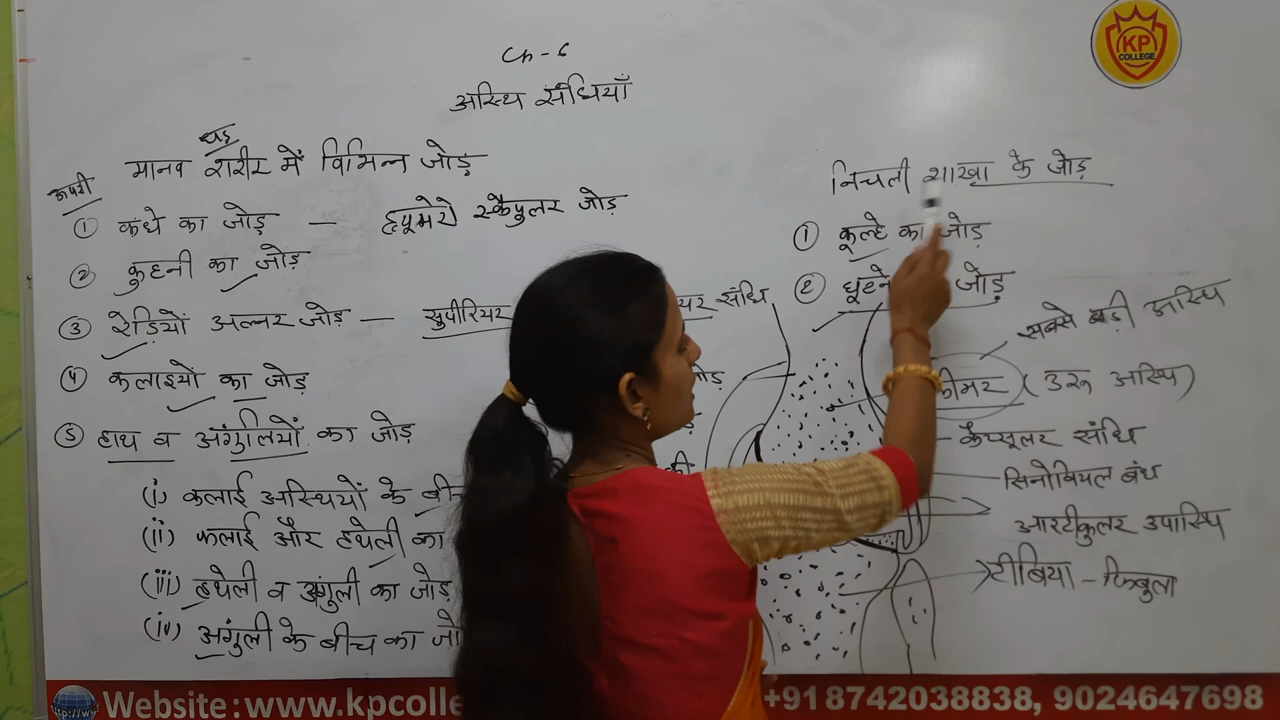 Ch - 6
अस्थि संधियाँ
धड़
मानव शरीर में विभिन्न जोड़
ऊपरी
① कंधे का जोड़ — ह्यूमेरो स्कैपुलर जोड़
② कुहनी का जोड़
③ रेडियो अल्नर जोड़ — सुपीरियर यर संधि
④ कलाइयो का जोड़
जोड़
⑤ हाथ व अंगुलियों का जोड़
की
(i) कलाई अस्थियों के बीच
(ii) कलाई और हथेली का
(iii) हथेली व अंगुली का जोड़
(iv) अंगुली के बीच का जो
निचली शाखा के जोड़
① कूल्हे का जोड़
② घूटने जोड़
सबसे बड़ी अस्थि
फीमर (उरू अस्थि)
कैप्सूलर संधि
सिनोवियल बंध
आरटीकुलर उपास्थि
टीबिया - फिबुला
KP
COLLEGE
Website: www.kpcolle
+91 8742038838, 9024647698